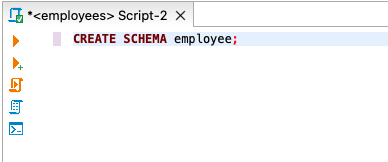 *<employees> Script-2
CREATE SCHEMA employee;